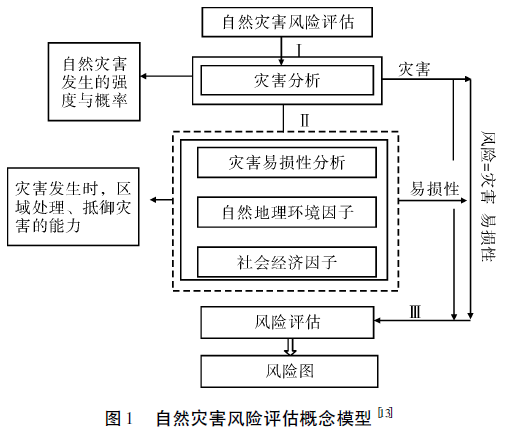 自然灾害风险评估
Ⅰ
自然灾害
发生的强
度与概率
灾害分析
灾害
Ⅱ
灾害易损性分析
灾害发生时,区
域处理、抵御灾
害的能力
自然地理环境因子
易损性
社会经济因子
风险=灾害 易损性
风险评估
Ⅲ
风险图
图 1 自然灾害风险评估概念模型[13]